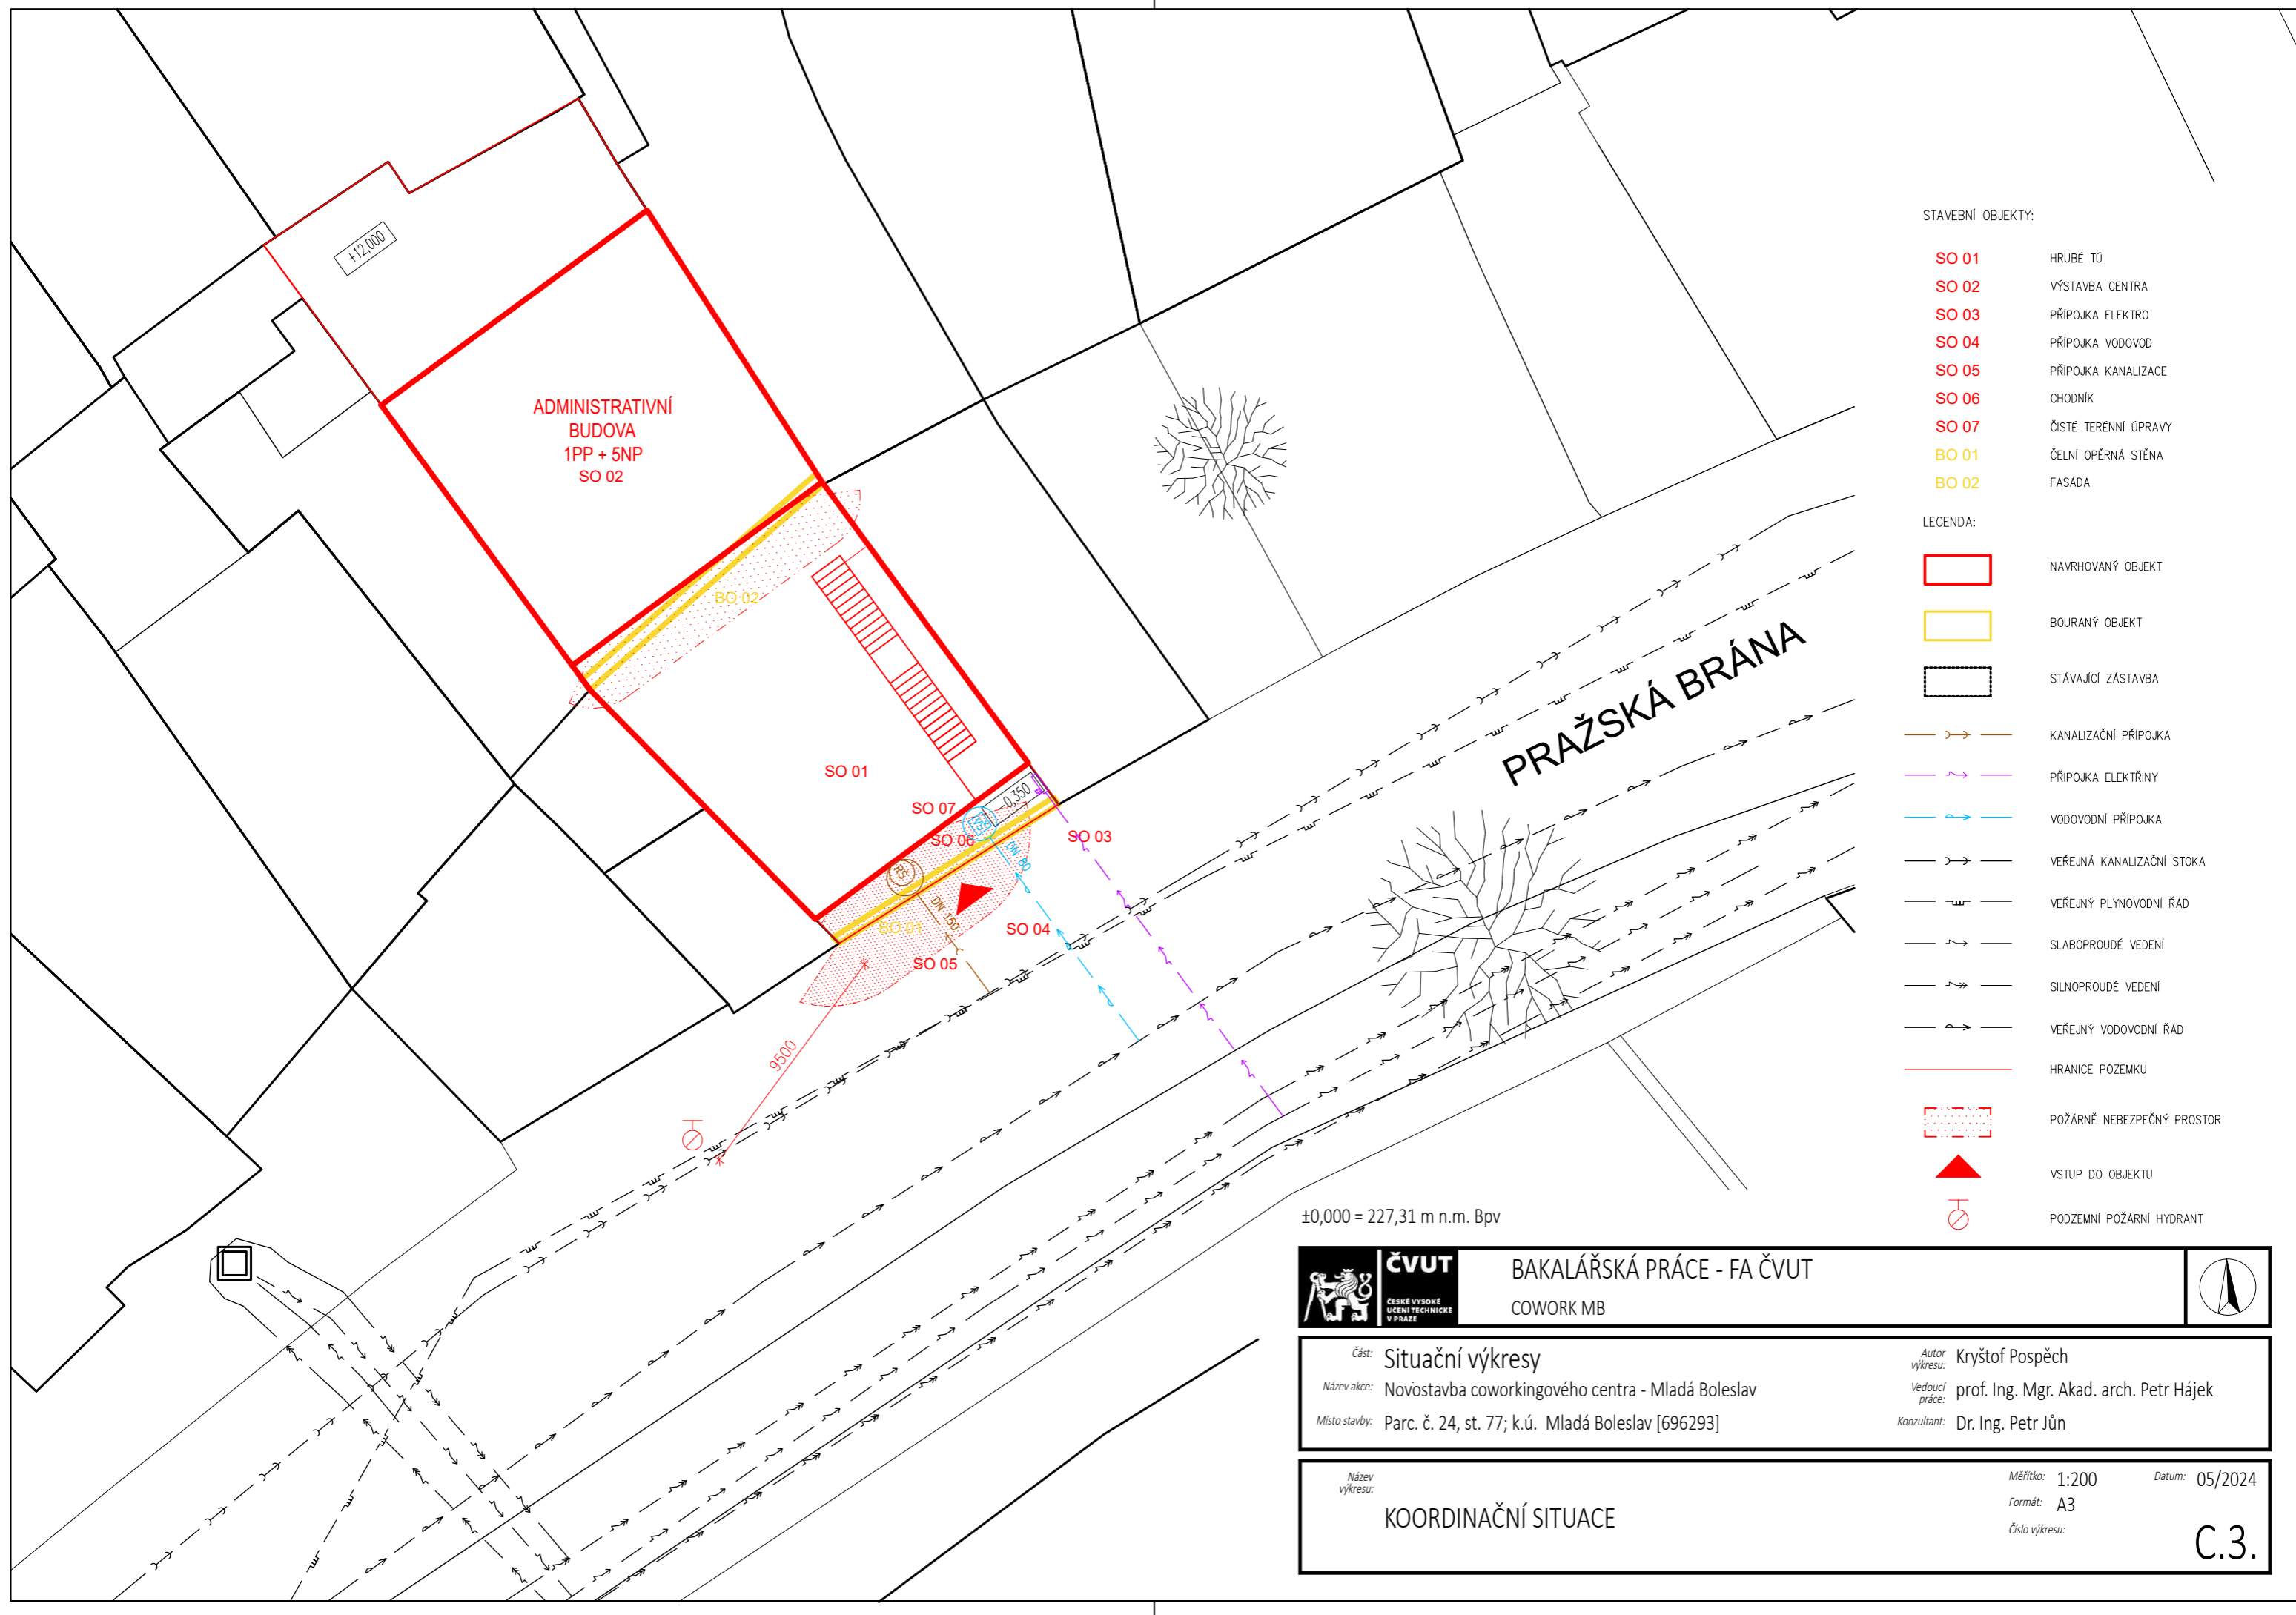 +12,000
ADMINISTRATIVNÍ
BUDOVA
1PP + 5NP
SO 02
BO 02
SO 01
SO 07
-0,350
VŠ
SO 06
SO 03
DN 80
RŠ
DN 150
BO 01
SO 04
SO 05
9500
PRAŽSKÁ BRÁNA
STAVEBNÍ OBJEKTY:
SO 01 HRUBÉ TÚ
SO 02 VÝSTAVBA CENTRA
SO 03 PŘÍPOJKA ELEKTRO
SO 04 PŘÍPOJKA VODOVOD
SO 05 PŘÍPOJKA KANALIZACE
SO 06 CHODNÍK
SO 07 ČISTÉ TERÉNNÍ ÚPRAVY
BO 01 ČELNÍ OPĚRNÁ STĚNA
BO 02 FASÁDA
LEGENDA:
NAVRHOVANÝ OBJEKT
BOURANÝ OBJEKT
STÁVAJÍCÍ ZÁSTAVBA
KANALIZAČNÍ PŘÍPOJKA
PŘÍPOJKA ELEKTŘINY
VODOVODNÍ PŘÍPOJKA
VEŘEJNÁ KANALIZAČNÍ STOKA
VEŘEJNÝ PLYNOVODNÍ ŘÁD
SLABOPROUDÉ VEDENÍ
SILNOPROUDÉ VEDENÍ
VEŘEJNÝ VODOVODNÍ ŘÁD
HRANICE POZEMKU
POŽÁRNĚ NEBEZPEČNÝ PROSTOR
VSTUP DO OBJEKTU
PODZEMNÍ POŽÁRNÍ HYDRANT
±0,000 = 227,31 m n.m. Bpv
ČVUT
ČESKÉ VYSOKÉ
UČENÍ TECHNICKÉ
V PRAZE
BAKALÁŘSKÁ PRÁCE - FA ČVUT
COWORK MB
Část: Situační výkresy
Název akce: Novostavba coworkingového centra - Mladá Boleslav
Místo stavby: Parc. č. 24, st. 77; k.ú. Mladá Boleslav [696293]
Autor výkresu: Kryštof Pospěch
Vedoucí práce: prof. Ing. Mgr. Akad. arch. Petr Hájek
Konzultant: Dr. Ing. Petr Jůn
Název výkresu:
KOORDINAČNÍ SITUACE
Měřítko: 1:200 Datum: 05/2024
Formát: A3
Číslo výkresu:
C.3.